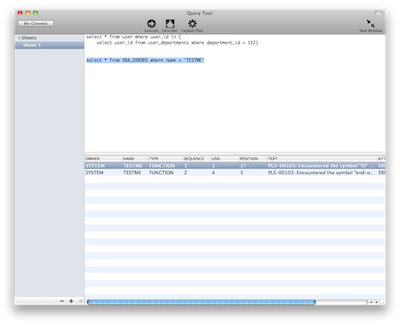 Query Tool
Re-Connect
Execute
Describe
Explain Plan
New Window
Sheets
Sheet 1
select * from user where user_id in (
select user_id from user_departments where department_id = 112)
select * from DBA_ERRORS where name = 'TESTME'
OWNER NAME TYPE SEQUENCE LINE POSITION TEXT ATT
SYSTEM TESTME FUNCTION 1 3 17 PLS-00103: Encountered the symbol "IS" ERR
SYSTEM TESTME FUNCTION 2 4 3 PLS-00103: Encountered the symbol "end-o... ERR